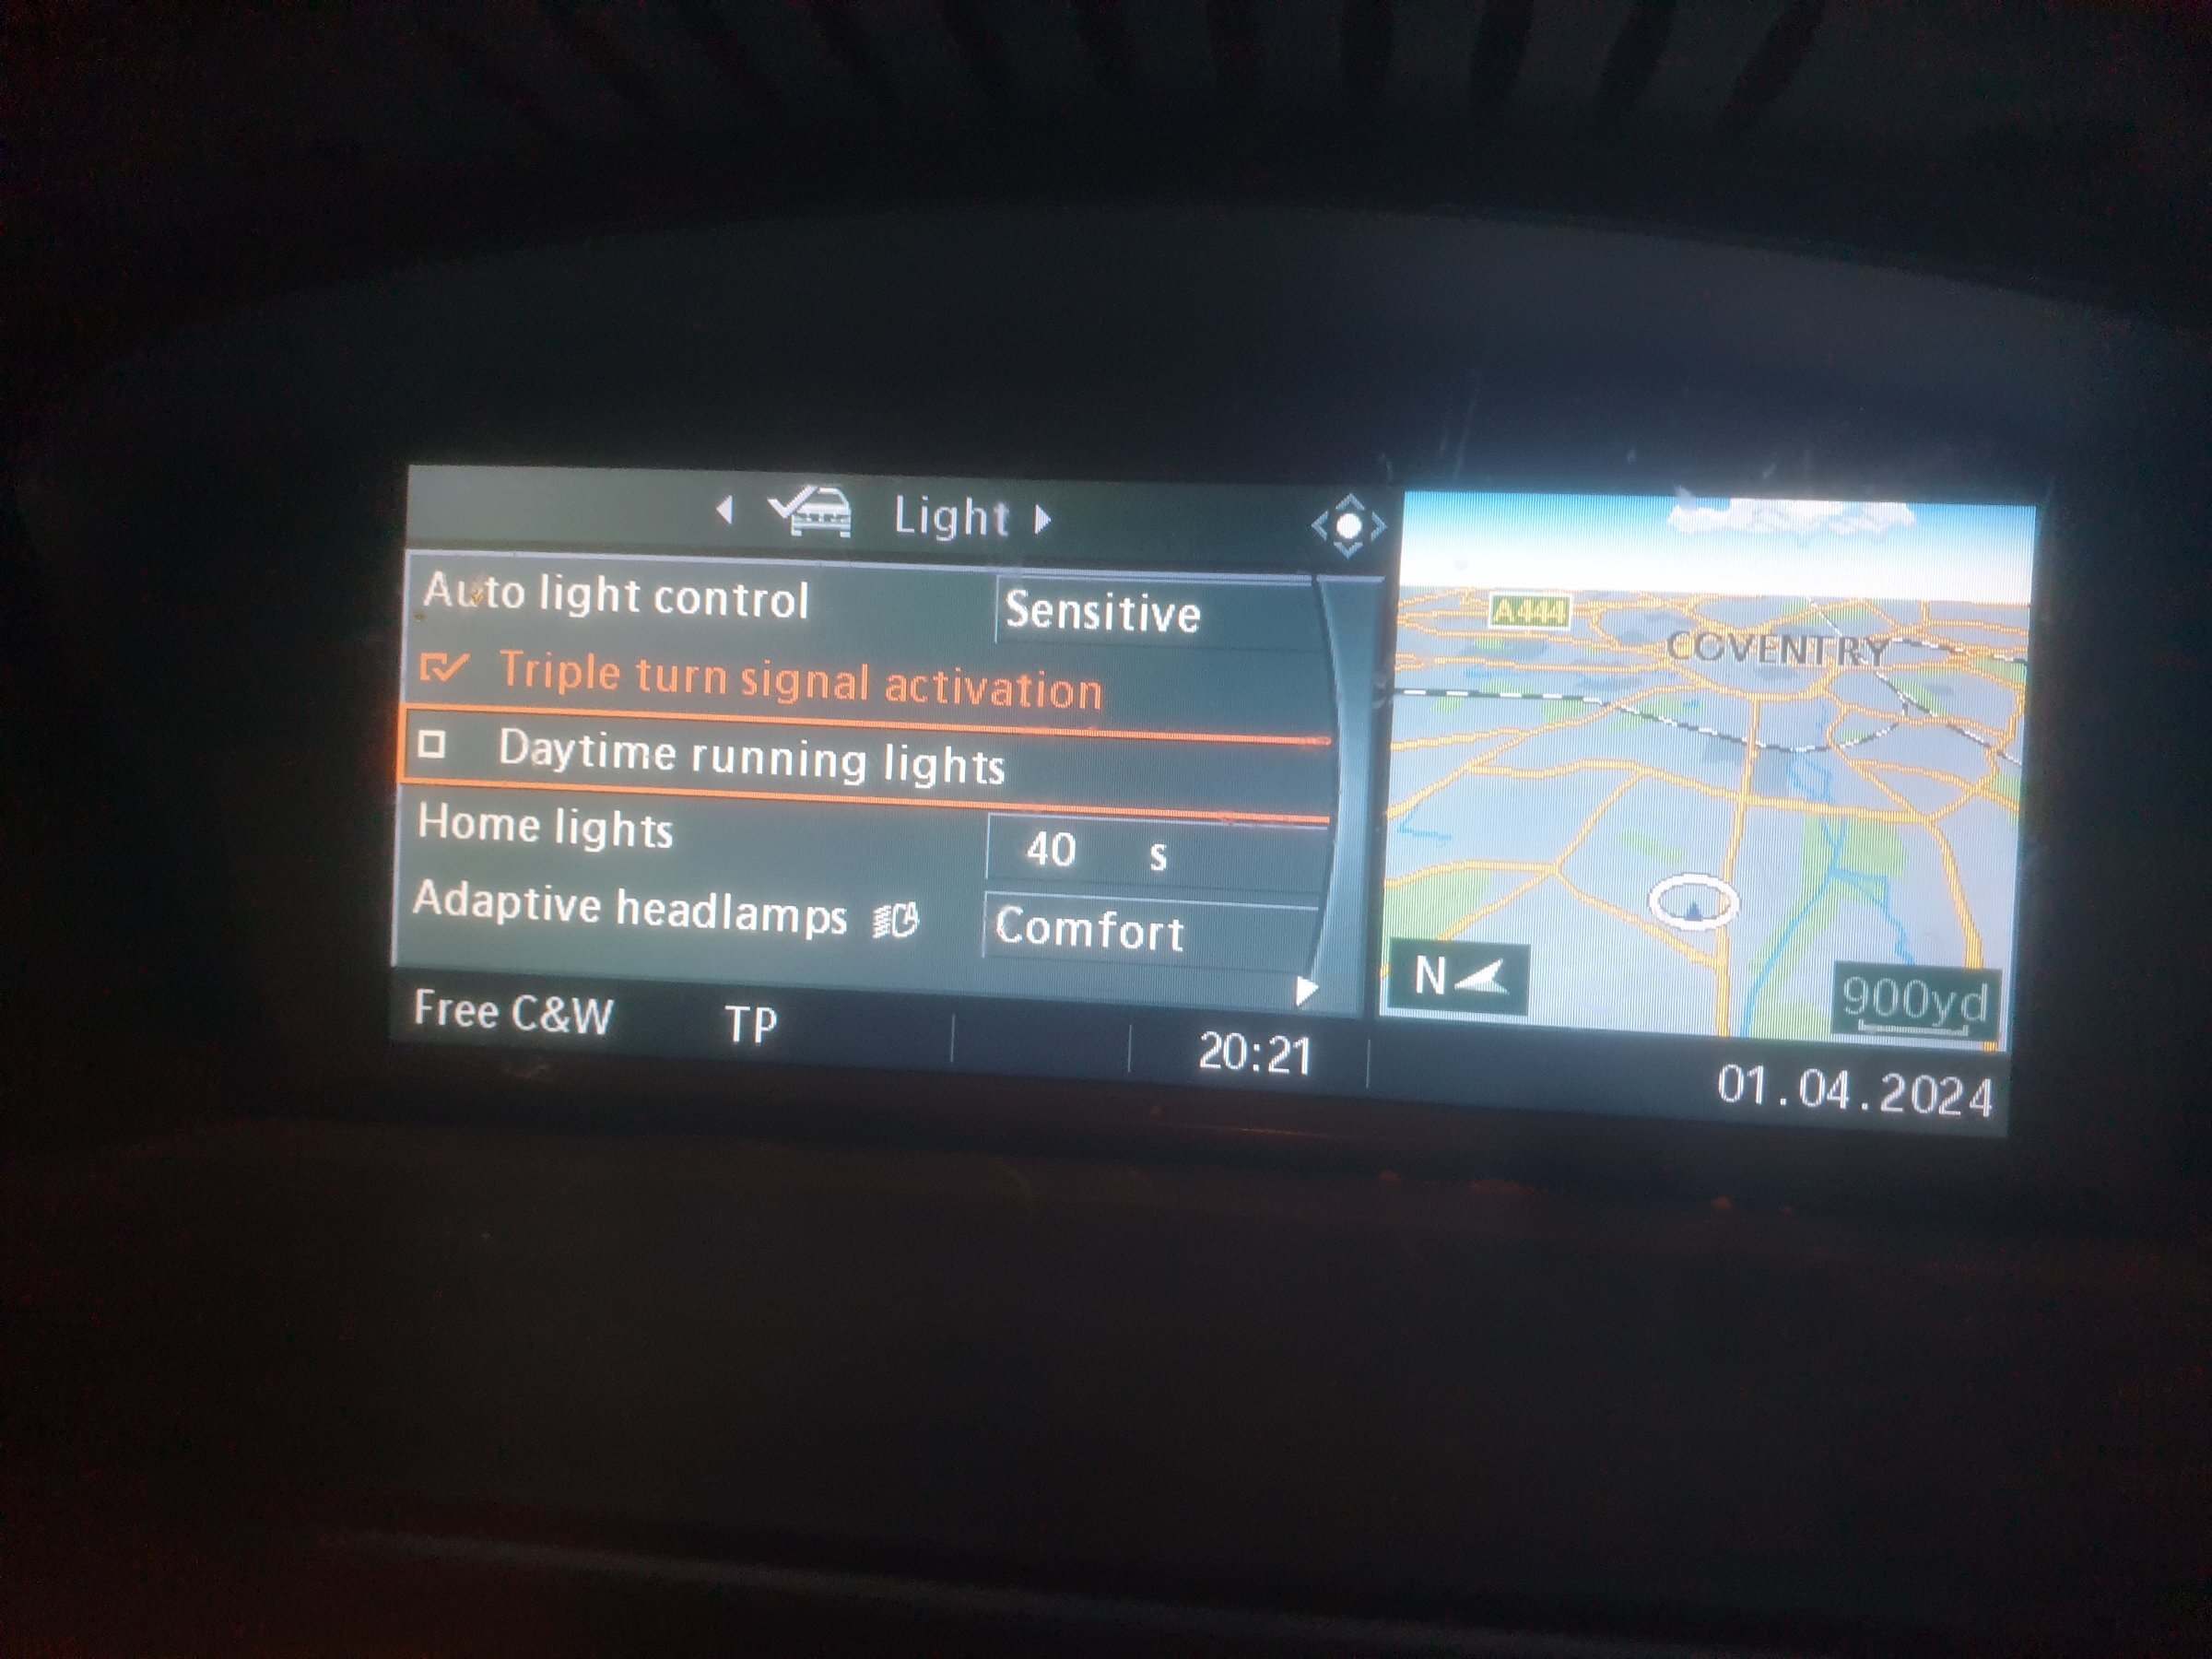 Light
Auto light control Sensitive
Triple turn signal activation
Daytime running lights
Home lights 40 s
Adaptive headlamps Comfort
Free C&W TP 20:21 01.04.2024
A444
COVENTRY
N
900yd